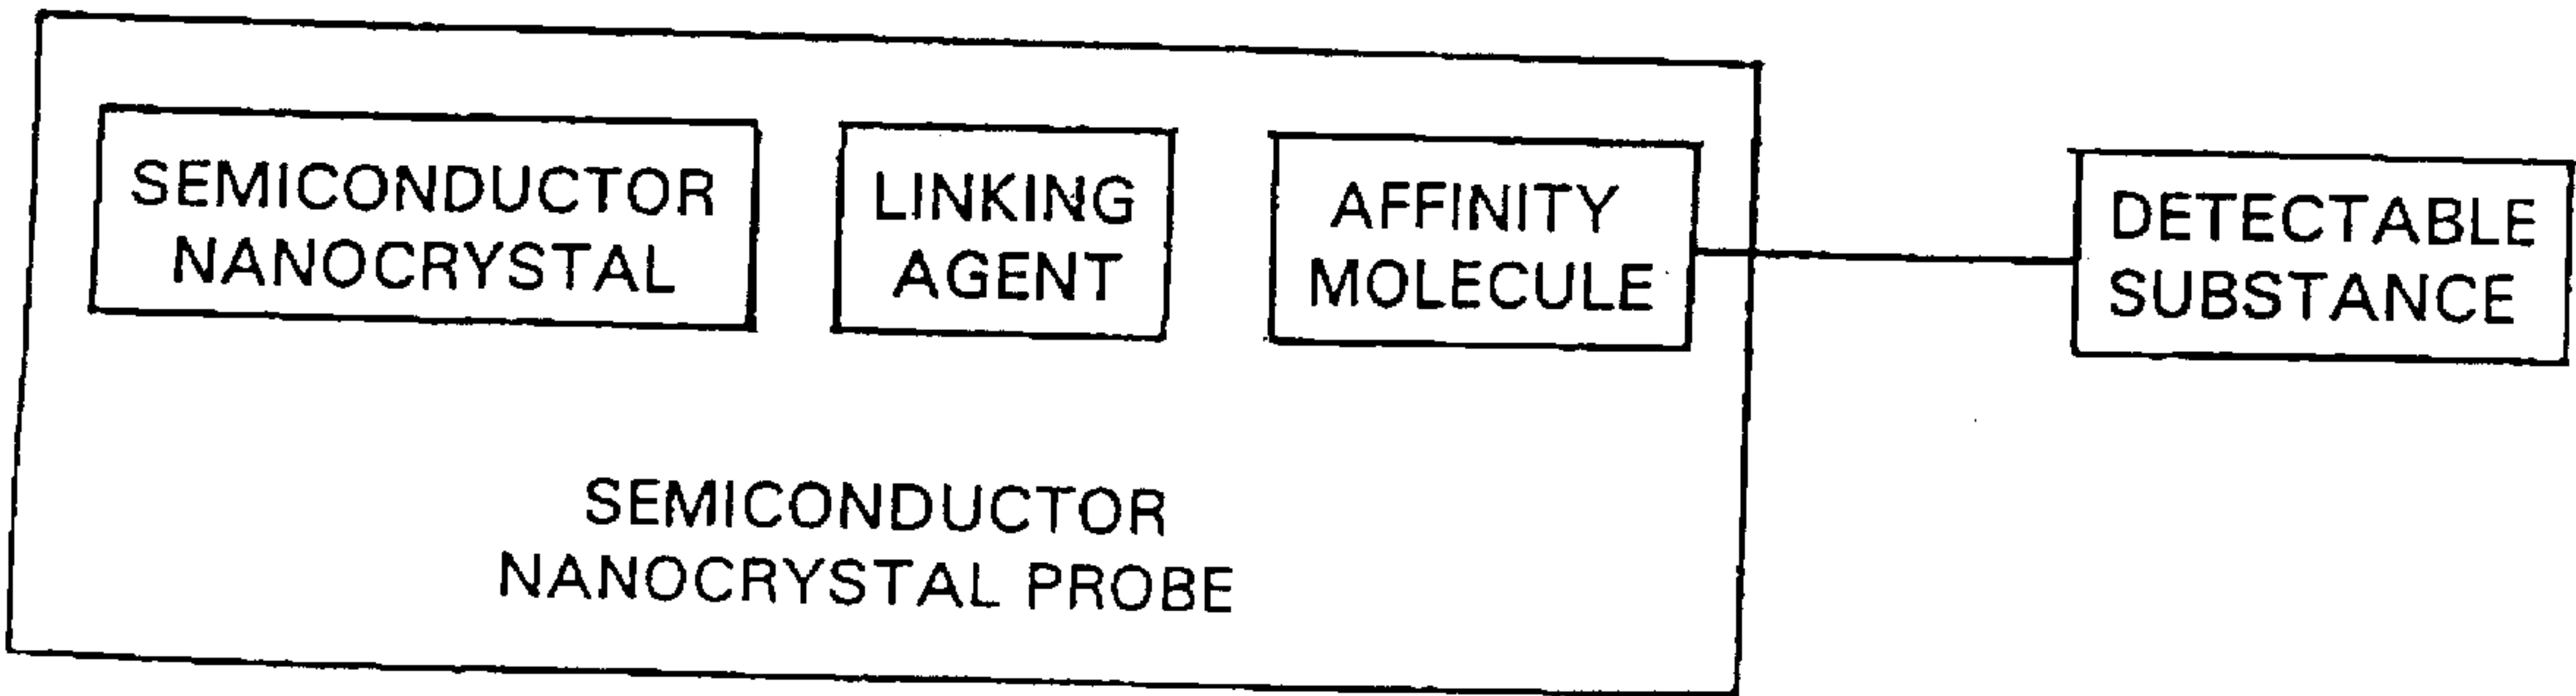 SEMICONDUCTOR
NANOCRYSTAL
LINKING
AGENT
AFFINITY
MOLECULE
DETECTABLE
SUBSTANCE
SEMICONDUCTOR
NANOCRYSTAL PROBE